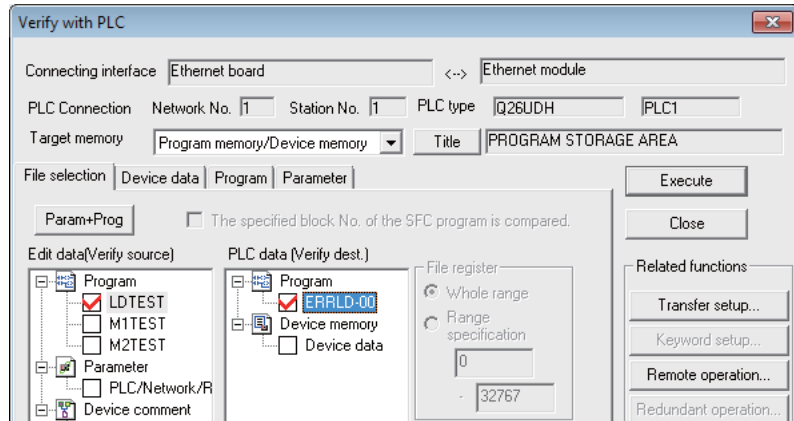 Verify with PLC
Connecting interface Ethernet board <--> Ethernet module
PLC Connection Network No. 1 Station No. 1 PLC type Q26UDH PLC1
Target memory Program memory/Device memory Title PROGRAM STORAGE AREA
File selection Device data Program Parameter
Execute
Param+Prog The specified block No. of the SFC program is compared.
Close
Edit data(Verify source) PLC data (Verify dest.)
Program
LDTEST
M1TEST
M2TEST
Parameter
PLC/Network/R
Device comment
Program
ERRLD-00
Device memory
Device data
File register
Whole range
Range
specification
0
- 32767
Related functions
Transfer setup...
Keyword setup...
Remote operation...
Redundant operation...